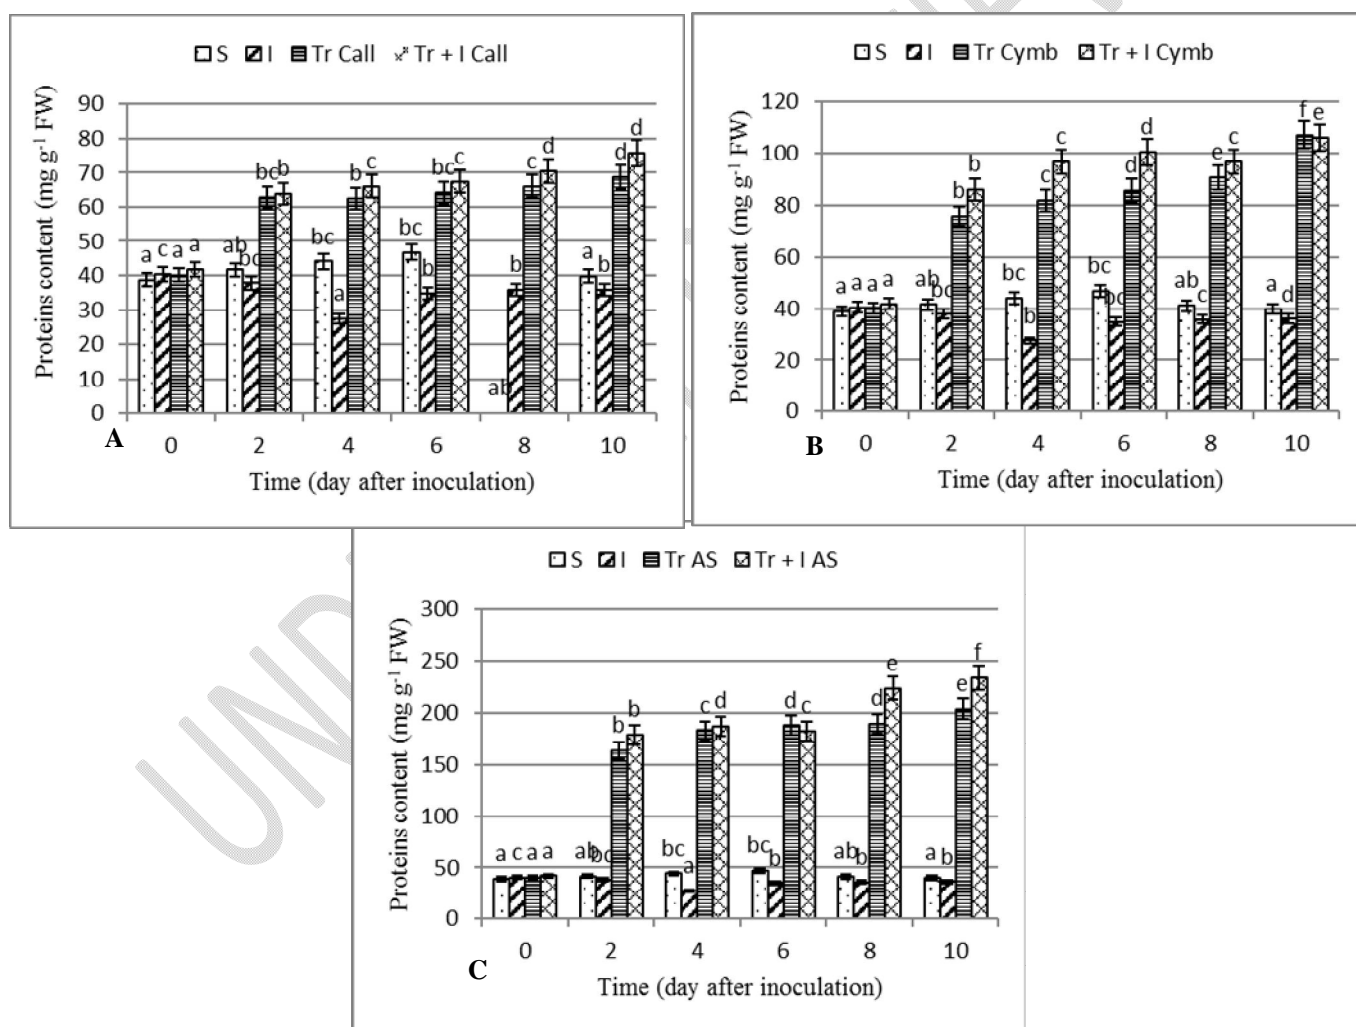 S I Tr Call Tr + I Call
Proteins content (mg g-1 FW)
90
80
70
60
50
40
30
20
10
0
a c a a ab bc bc b bc a b c bc b bc c ab b c d a b d d
0 2 4 6 8 10
A
Time (day after inoculation)
S I Tr Cymb Tr + I Cymb
Proteins content (mg g-1 FW)
120
100
80
60
40
20
0
a a a a ab bc b b bc b c c bc bc d d ab c e c a d f e
0 2 4 6 8 10
B
Time (day after inoculation)
S I Tr AS Tr + I AS
Proteins content (mg g-1 FW)
300
250
200
150
100
50
0
a c a a ab bc b b bc a c d bc b d c ab b d e a b e f
0 2 4 6 8 10
C
Time (day after inoculation)